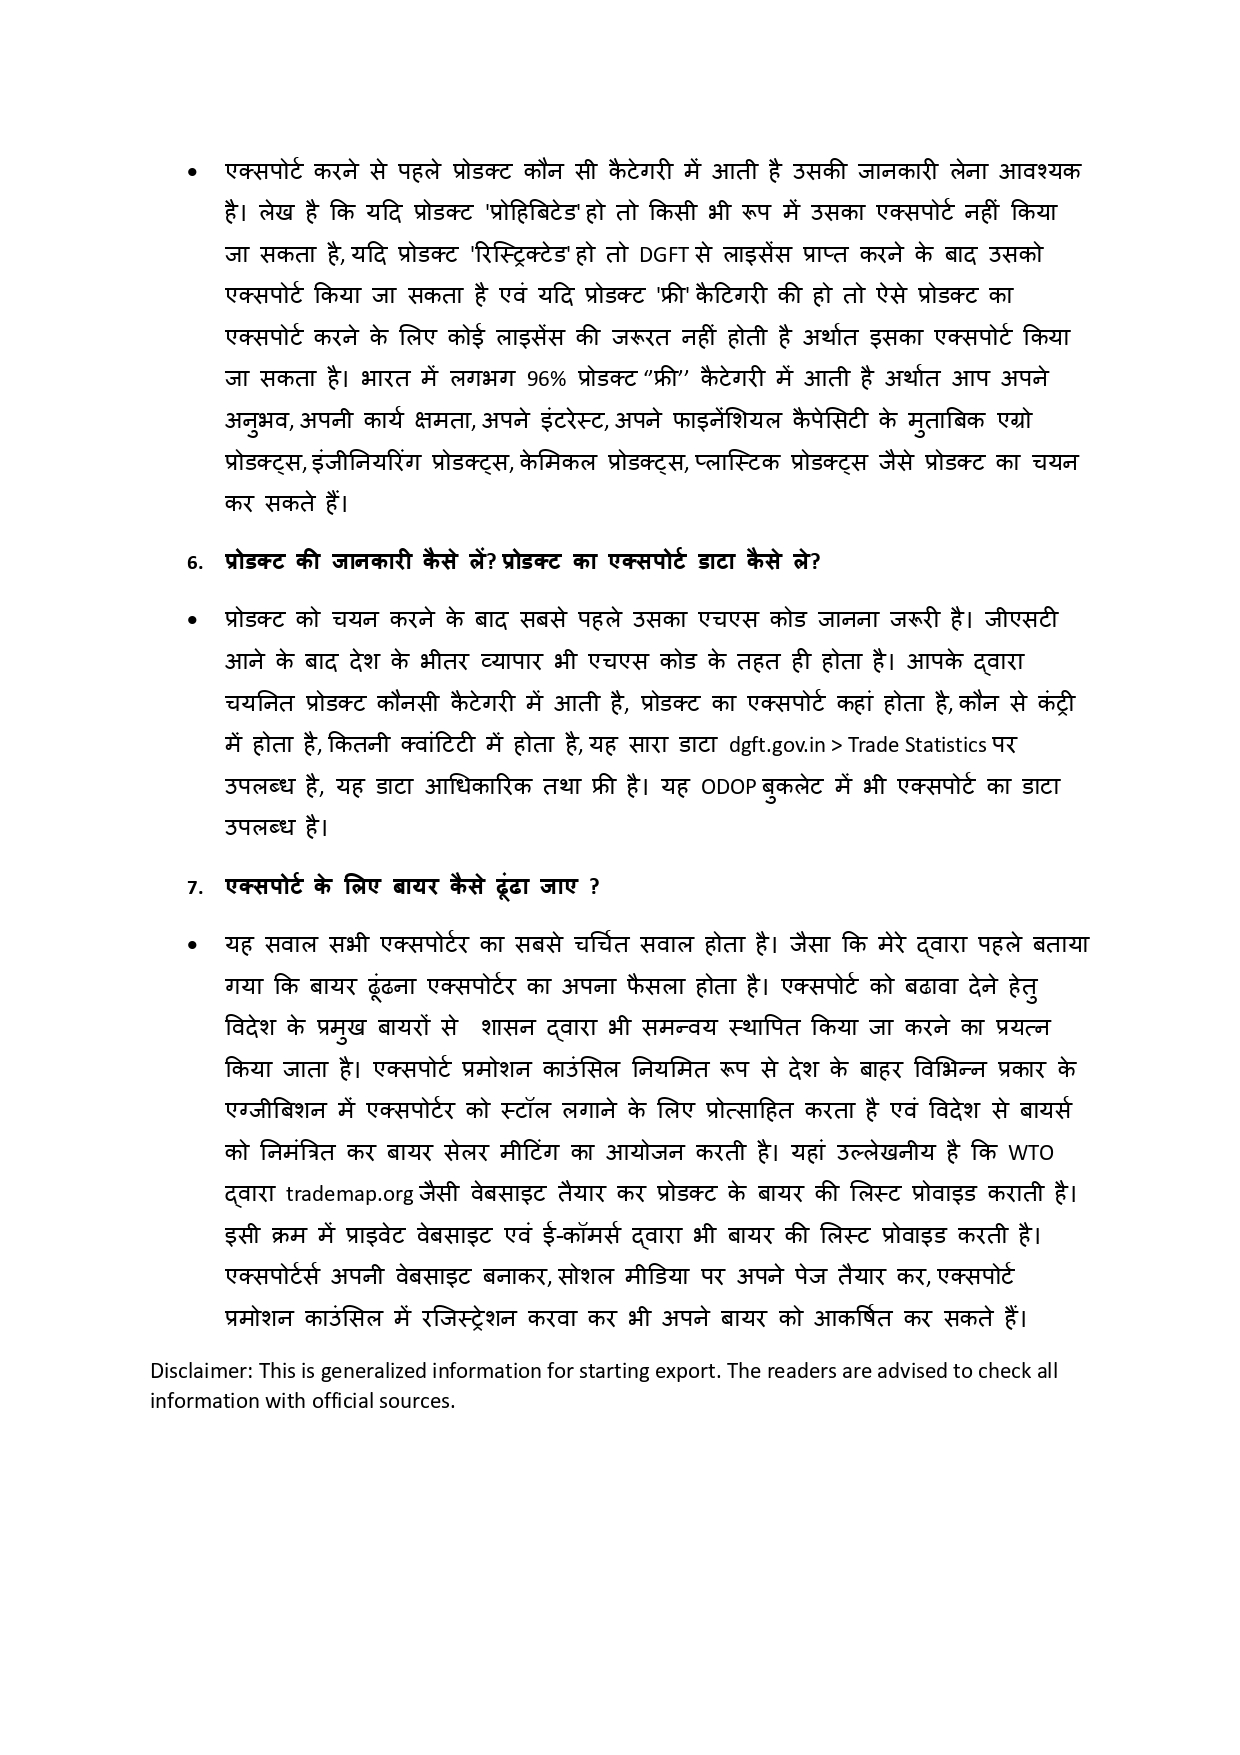 • एक्सपोर्ट करने से पहले प्रोडक्ट कौन सी कैटेगरी में आती है उसकी जानकारी लेना आवश्यक
है। लेख है कि यदि प्रोडक्ट 'प्रोहिबिटेड' हो तो किसी भी रूप में उसका एक्सपोर्ट नहीं किया
जा सकता है, यदि प्रोडक्ट 'रिस्ट्रिक्टेड' हो तो DGFT से लाइसेंस प्राप्त करने के बाद उसको
एक्सपोर्ट किया जा सकता है एवं यदि प्रोडक्ट 'फ्री' कैटिगरी की हो तो ऐसे प्रोडक्ट का
एक्सपोर्ट करने के लिए कोई लाइसेंस की जरूरत नहीं होती है अर्थात इसका एक्सपोर्ट किया
जा सकता है। भारत में लगभग 96% प्रोडक्ट “फ्री’’ कैटेगरी में आती है अर्थात आप अपने
अनुभव, अपनी कार्य क्षमता, अपने इंटरेस्ट, अपने फाइनेंशियल कैपेसिटी के मुताबिक एग्रो
प्रोडक्ट्स, इंजीनियरिंग प्रोडक्ट्स, केमिकल प्रोडक्ट्स, प्लास्टिक प्रोडक्ट्स जैसे प्रोडक्ट का चयन
कर सकते हैं।
6. प्रोडक्ट की जानकारी कैसे लें? प्रोडक्ट का एक्सपोर्ट डाटा कैसे ले?
• प्रोडक्ट को चयन करने के बाद सबसे पहले उसका एचएस कोड जानना जरूरी है। जीएसटी
आने के बाद देश के भीतर व्यापार भी एचएस कोड के तहत ही होता है। आपके द्वारा
चयनित प्रोडक्ट कौनसी कैटेगरी में आती है, प्रोडक्ट का एक्सपोर्ट कहां होता है, कौन से कंट्री
में होता है, कितनी क्वांटिटी में होता है, यह सारा डाटा dgft.gov.in > Trade Statistics पर
उपलब्ध है, यह डाटा आधिकारिक तथा फ्री है। यह ODOP बुकलेट में भी एक्सपोर्ट का डाटा
उपलब्ध है।
7. एक्सपोर्ट के लिए बायर कैसे ढूंढा जाए ?
• यह सवाल सभी एक्सपोर्टर का सबसे चर्चित सवाल होता है। जैसा कि मेरे द्वारा पहले बताया
गया कि बायर ढूंढना एक्सपोर्टर का अपना फैसला होता है। एक्सपोर्ट को बढावा देने हेतु
विदेश के प्रमुख बायरों से शासन द्वारा भी समन्वय स्थापित किया जा करने का प्रयत्न
किया जाता है। एक्सपोर्ट प्रमोशन काउंसिल नियमित रूप से देश के बाहर विभिन्न प्रकार के
एग्जीबिशन में एक्सपोर्टर को स्टॉल लगाने के लिए प्रोत्साहित करता है एवं विदेश से बायर्स
को निमंत्रित कर बायर सेलर मीटिंग का आयोजन करती है। यहां उल्लेखनीय है कि WTO
द्वारा trademap.org जैसी वेबसाइट तैयार कर प्रोडक्ट के बायर की लिस्ट प्रोवाइड कराती है।
इसी क्रम में प्राइवेट वेबसाइट एवं ई-कॉमर्स द्वारा भी बायर की लिस्ट प्रोवाइड करती है।
एक्सपोर्टर्स अपनी वेबसाइट बनाकर, सोशल मीडिया पर अपने पेज तैयार कर, एक्सपोर्ट
प्रमोशन काउंसिल में रजिस्ट्रेशन करवा कर भी अपने बायर को आकर्षित कर सकते हैं।
Disclaimer: This is generalized information for starting export. The readers are advised to check all
information with official sources.